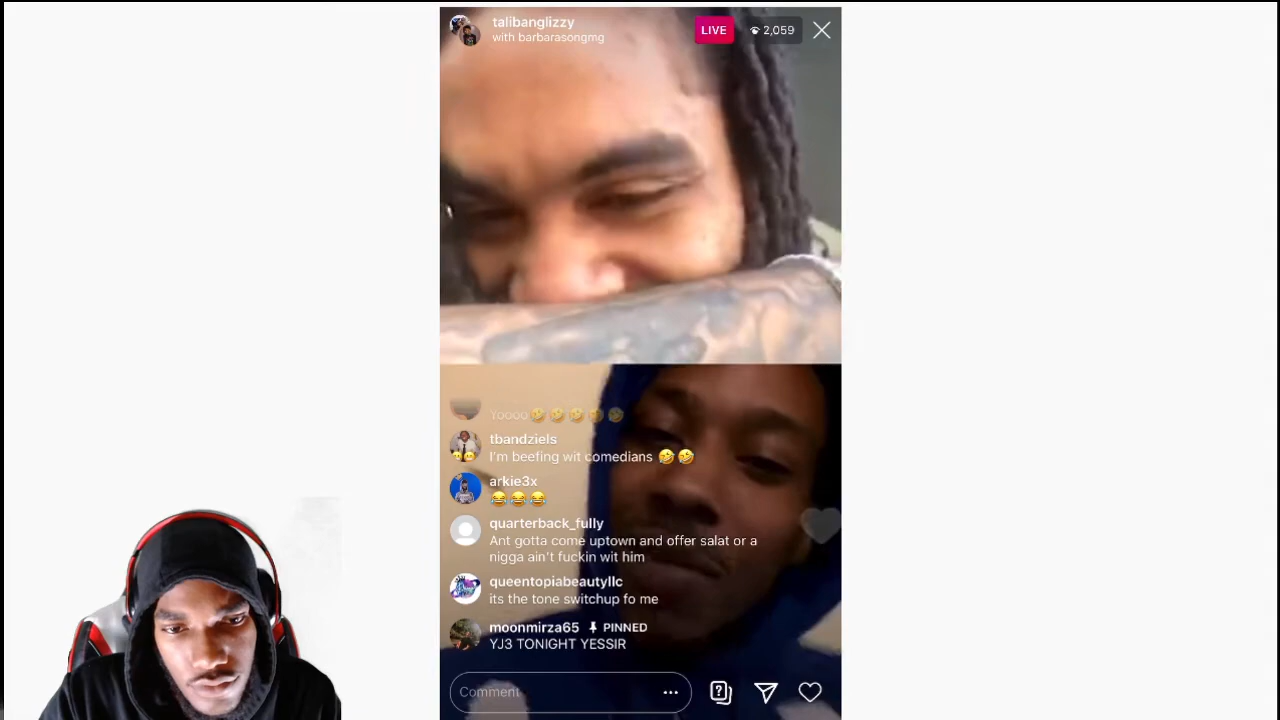 talibanglizzy
with barbarasongmg
LIVE
2,059
Yoooo🤣🤣🤣🤣🤣
tbandziels
I'm beefing wit comedians 🤣🤣
arkie3x
😂😂😂
quarterback_fully
Ant gotta come uptown and offer salat or a
nigga ain't fuckin wit him
queentopiabeautyllc
its the tone switchup fo me
moonmirza65 📌 PINNED
YJ3 TONIGHT YESSIR
Comment